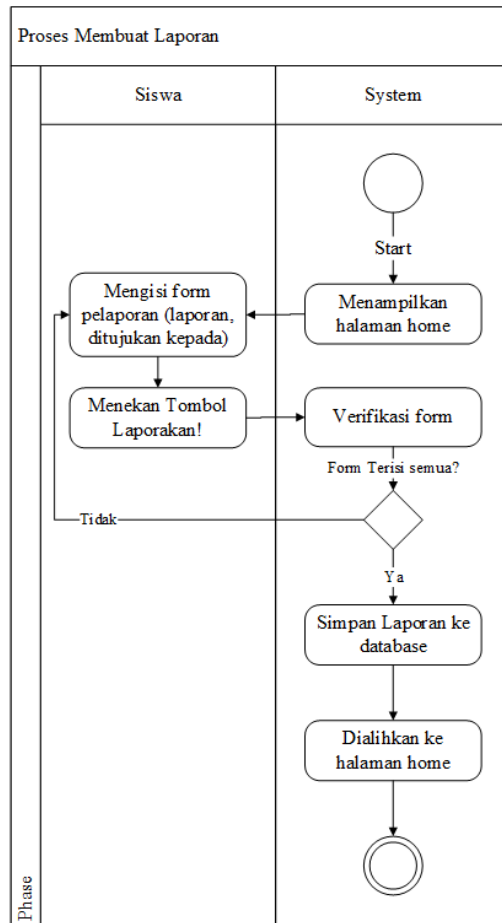 Proses Membuat Laporan
Siswa
System
Start
Menampilkan
halaman home
Mengisi form
pelaporan (laporan,
ditujukan kepada)
Menekan Tombol
Laporakan!
Verifikasi form
Form Terisi semua?
Tidak
Ya
Simpan Laporan ke
database
Dialihkan ke
halaman home
Phase